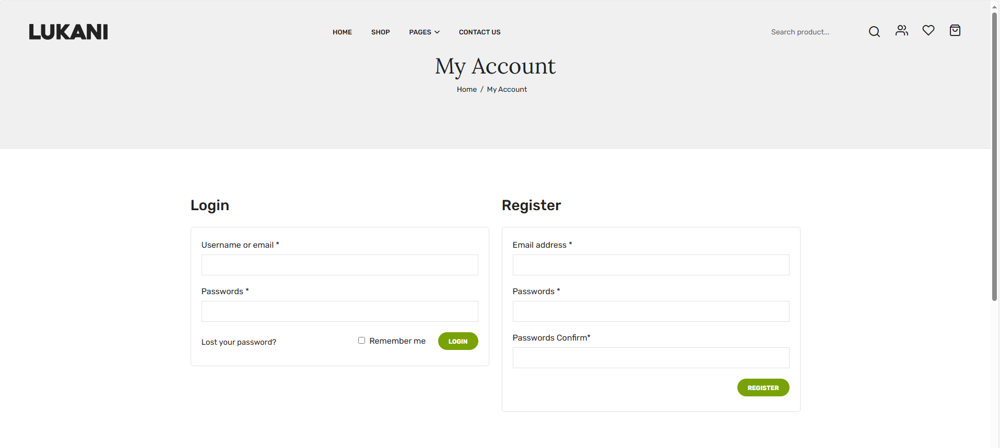 LUKANI
HOME SHOP PAGES CONTACT US
Search product...
My Account
Home / My Account
Login
Username or email *
Passwords *
Lost your password?
Remember me
LOGIN
Register
Email address *
Passwords *
Passwords Confirm*
REGISTER